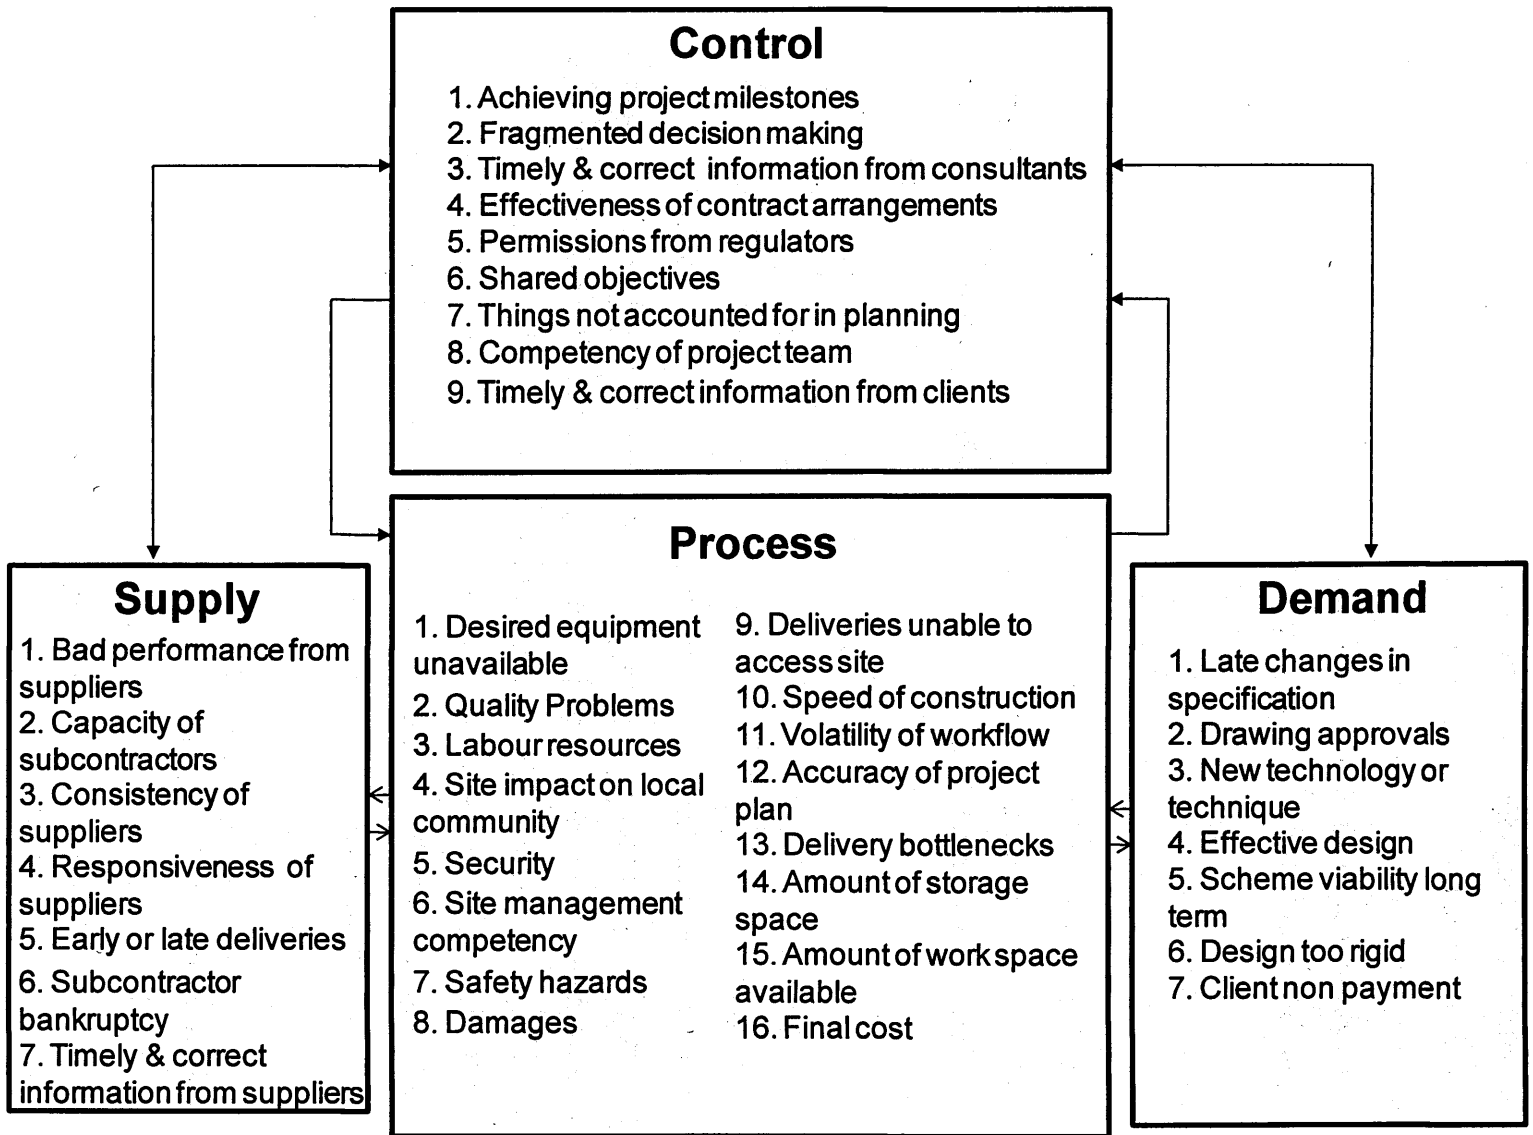 Control
1. Achieving project milestones
2. Fragmented decision making
3. Timely & correct information from consultants
4. Effectiveness of contract arrangements
5. Permissions from regulators
6. Shared objectives
7. Things not accounted for in planning
8. Competency of project team
9. Timely & correct information from clients
Supply
1. Bad performance from
suppliers
2. Capacity of
subcontractors
3. Consistency of
suppliers
4. Responsiveness of
suppliers
5. Early or late deliveries
6. Subcontractor
bankruptcy
7. Timely & correct
information from suppliers
Process
1. Desired equipment
unavailable
2. Quality Problems
3. Labour resources
4. Site impact on local
community
5. Security
6. Site management
competency
7. Safety hazards
8. Damages
9. Deliveries unable to
access site
10. Speed of construction
11. Volatility of workflow
12. Accuracy of project
plan
13. Delivery bottlenecks
14. Amount of storage
space
15. Amount of work space
available
16. Final cost
Demand
1. Late changes in
specification
2. Drawing approvals
3. New technology or
technique
4. Effective design
5. Scheme viability long
term
6. Design too rigid
7. Client non payment